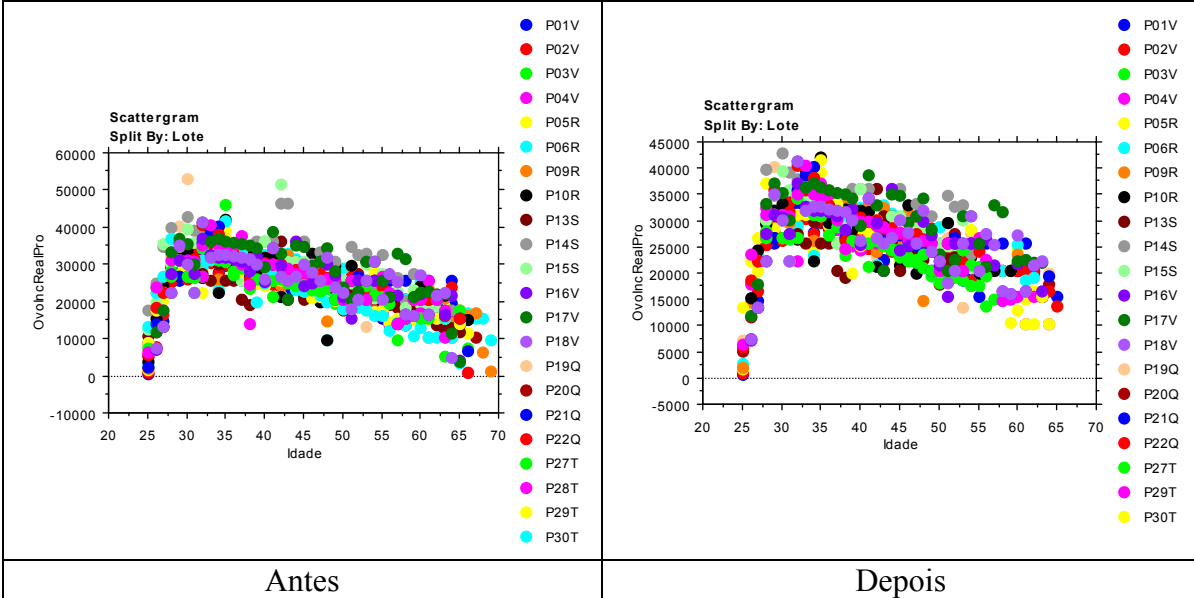 Scattergram
Split By: Lote
OvoIncRealPro
60000
50000
40000
30000
20000
10000
0
-10000
20 25 30 35 40 45 50 55 60 65 70
Idade
P01V
P02V
P03V
P04V
P05R
P06R
P09R
P10R
P13S
P14S
P15S
P16V
P17V
P18V
P19Q
P20Q
P21Q
P22Q
P27T
P28T
P29T
P30T
Antes
Scattergram
Split By: Lote
OvoIncRealPro
45000
40000
35000
30000
25000
20000
15000
10000
5000
0
-5000
20 25 30 35 40 45 50 55 60 65 70
Idade
P01V
P02V
P03V
P04V
P05R
P06R
P09R
P10R
P13S
P14S
P15S
P16V
P17V
P18V
P19Q
P20Q
P21Q
P22Q
P27T
P29T
P30T
Depois